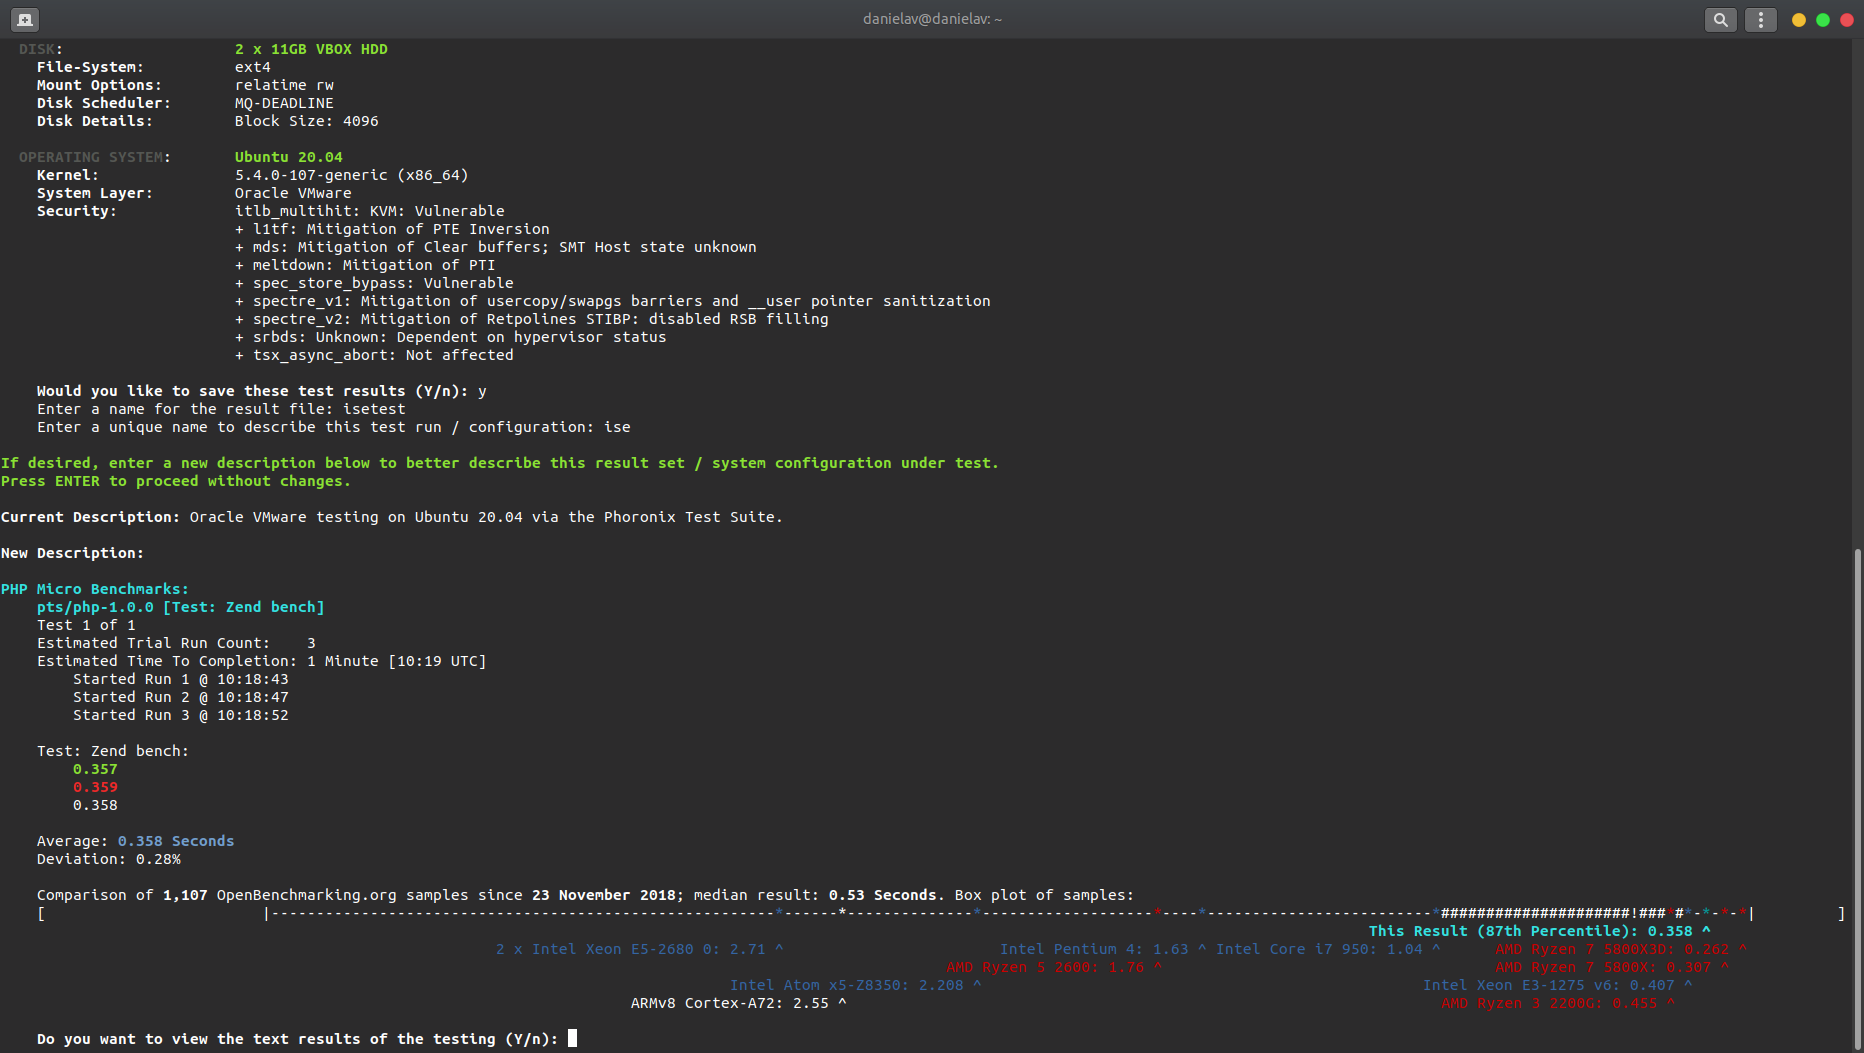 danielav@danielav: ~
DISK: 2 x 11GB VBOX HDD
File-System: ext4
Mount Options: relatime rw
Disk Scheduler: MQ-DEADLINE
Disk Details: Block Size: 4096
OPERATING SYSTEM: Ubuntu 20.04
Kernel: 5.4.0-107-generic (x86_64)
System Layer: Oracle VMware
Security: itlb_multihit: KVM: Vulnerable
+ l1tf: Mitigation of PTE Inversion
+ mds: Mitigation of Clear buffers; SMT Host state unknown
+ meltdown: Mitigation of PTI
+ spec_store_bypass: Vulnerable
+ spectre_v1: Mitigation of usercopy/swapgs barriers and __user pointer sanitization
+ spectre_v2: Mitigation of Retpolines STIBP: disabled RSB filling
+ srbds: Unknown: Dependent on hypervisor status
+ tsx_async_abort: Not affected
Would you like to save these test results (Y/n): y
Enter a name for the result file: isetest
Enter a unique name to describe this test run / configuration: ise
If desired, enter a new description below to better describe this result set / system configuration under test.
Press ENTER to proceed without changes.
Current Description: Oracle VMware testing on Ubuntu 20.04 via the Phoronix Test Suite.
New Description:
PHP Micro Benchmarks:
pts/php-1.0.0 [Test: Zend bench]
Test 1 of 1
Estimated Trial Run Count: 3
Estimated Time To Completion: 1 Minute [10:19 UTC]
Started Run 1 @ 10:18:43
Started Run 2 @ 10:18:47
Started Run 3 @ 10:18:52
Test: Zend bench:
0.357
0.359
0.358
Average: 0.358 Seconds
Deviation: 0.28%
Comparison of 1,107 OpenBenchmarking.org samples since 23 November 2018; median result: 0.53 Seconds. Box plot of samples:
[ |--------------------------------------------------------*------*--------------*-------------------*----*-------------------------*#####################!###*#*-*-*-*| ]
This Result (87th Percentile): 0.358 ^
2 x Intel Xeon E5-2680 0: 2.71 ^ Intel Pentium 4: 1.63 ^ Intel Core i7 950: 1.04 ^ AMD Ryzen 7 5800X3D: 0.262 ^
AMD Ryzen 5 2600: 1.76 ^ AMD Ryzen 7 5800X: 0.307 ^
Intel Atom x5-Z8350: 2.208 ^ Intel Xeon E3-1275 v6: 0.407 ^
ARMv8 Cortex-A72: 2.55 ^ AMD Ryzen 3 2200G: 0.455 ^
Do you want to view the text results of the testing (Y/n):